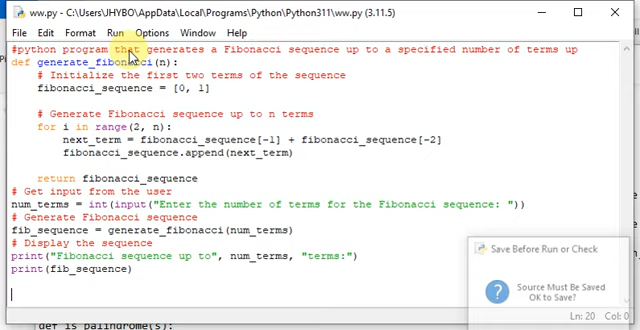 ww.py - C:\Users\JHYBO\AppData\Local\Programs\Python\Python311\ww.py (3.11.5)
File Edit Format Run Options Window Help
#python program that generates a Fibonacci sequence up to a specified number of terms up
def generate_fibonacci(n):
    # Initialize the first two terms of the sequence
    fibonacci_sequence = [0, 1]
    # Generate Fibonacci sequence up to n terms
    for i in range(2, n):
        next_term = fibonacci_sequence[-1] + fibonacci_sequence[-2]
        fibonacci_sequence.append(next_term)
    return fibonacci_sequence
# Get input from the user
num_terms = int(input("Enter the number of terms for the Fibonacci sequence: "))
# Generate Fibonacci sequence
fib_sequence = generate_fibonacci(num_terms)
# Display the sequence
print("Fibonacci sequence up to", num_terms, "terms:")
print(fib_sequence)
Save Before Run or Check
Source Must Be Saved
OK to Save?
Ln: 20 Col: 0
def is_palindrome(s):